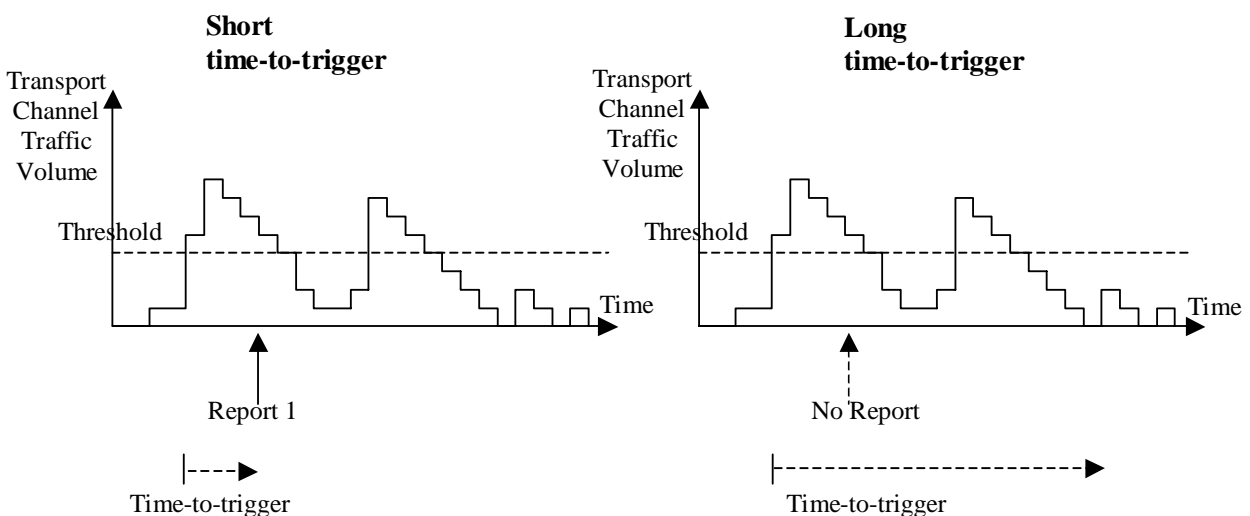 Short
time-to-trigger
Transport
Channel
Traffic
Volume
Threshold
Time
Report 1
Time-to-trigger
Long
time-to-trigger
Transport
Channel
Traffic
Volume
Threshold
Time
No Report
Time-to-trigger